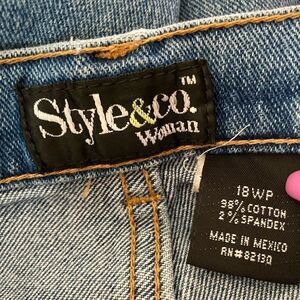 Style&co.™
Woman
18WP
98% COTTON
2% SPANDEX
MADE IN MEXICO
RN#82130